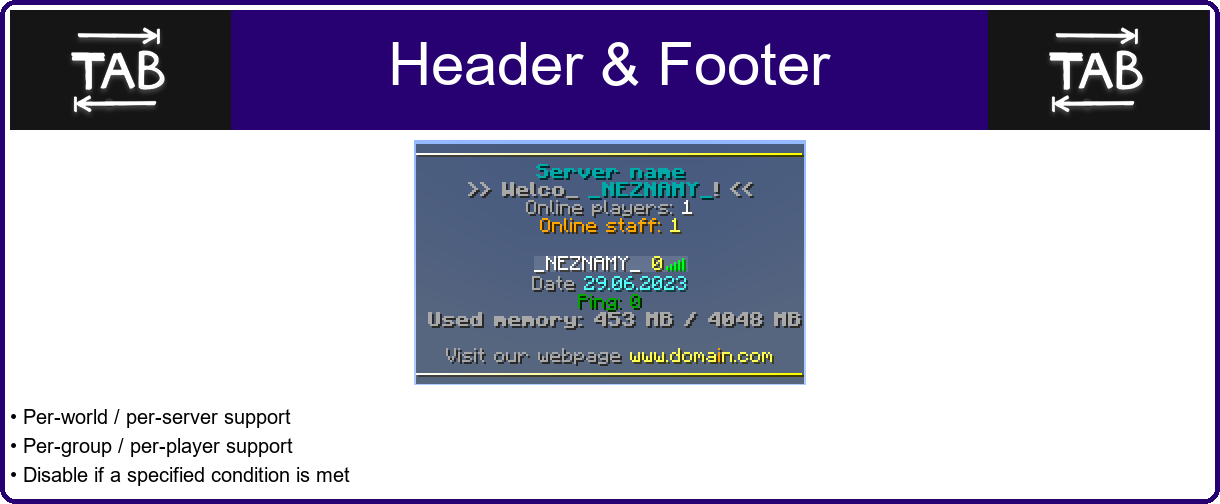 TAB
Header & Footer
TAB
Server name
>> Welco_ _NEZNAMY_! <<
Online players: 1
Online staff: 1
_NEZNAMY_ 0
Date 29.06.2023
Ping: 0
Used memory: 453 MB / 4048 MB
Visit our webpage www.domain.com
• Per-world / per-server support
• Per-group / per-player support
• Disable if a specified condition is met